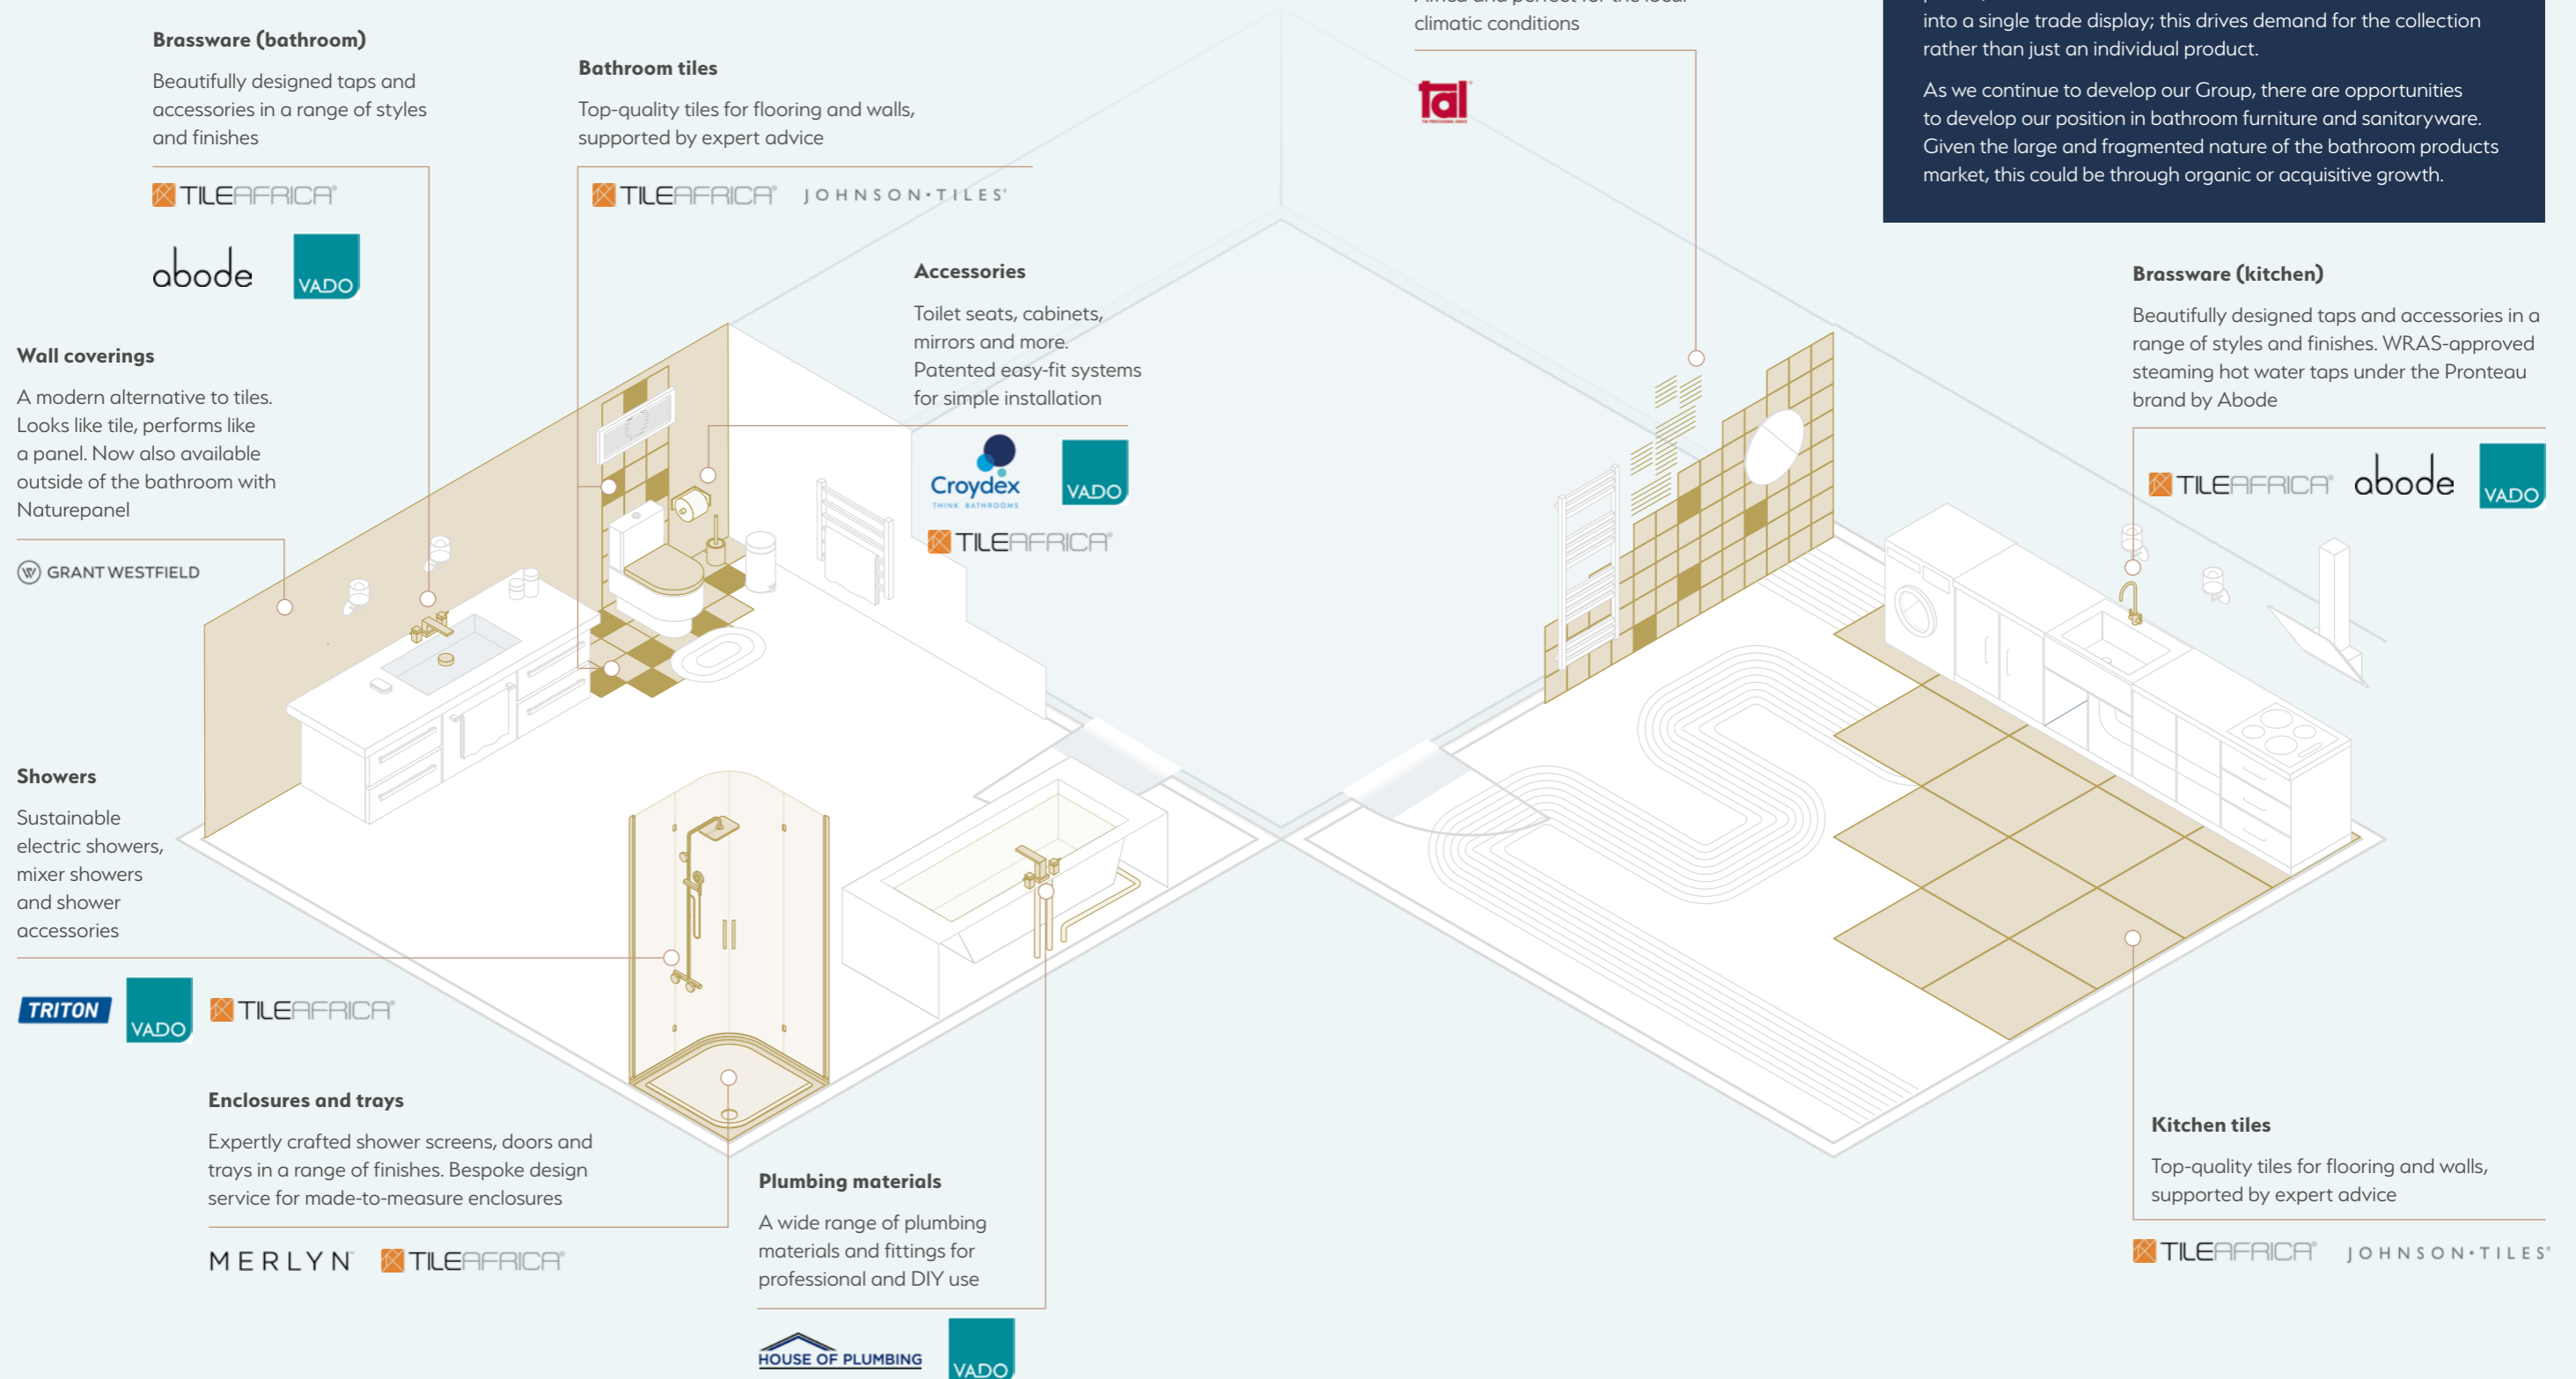 Brassware (bathroom)
Beautifully designed taps and
accessories in a range of styles
and finishes
TILEAFRICA®
abode
VADO
Bathroom tiles
Top-quality tiles for flooring and walls,
supported by expert advice
TILEAFRICA®
JOHNSON•TILES®
climatic conditions
tal®
into a single trade display; this drives demand for the collection
rather than just an individual product.
As we continue to develop our Group, there are opportunities
to develop our position in bathroom furniture and sanitaryware.
Given the large and fragmented nature of the bathroom products
market, this could be through organic or acquisitive growth.
Wall coverings
A modern alternative to tiles.
Looks like tile, performs like
a panel. Now also available
outside of the bathroom with
Naturepanel
GRANT WESTFIELD
Accessories
Toilet seats, cabinets,
mirrors and more.
Patented easy-fit systems
for simple installation
Croydex
THINK BATHROOMS
VADO
TILEAFRICA®
Brassware (kitchen)
Beautifully designed taps and accessories in a
range of styles and finishes. WRAS-approved
steaming hot water taps under the Pronteau
brand by Abode
TILEAFRICA®
abode
VADO
Showers
Sustainable
electric showers,
mixer showers
and shower
accessories
TRITON
VADO
TILEAFRICA®
Enclosures and trays
Expertly crafted shower screens, doors and
trays in a range of finishes. Bespoke design
service for made-to-measure enclosures
MERLYN™
TILEAFRICA®
Plumbing materials
A wide range of plumbing
materials and fittings for
professional and DIY use
HOUSE OF PLUMBING
VADO
Kitchen tiles
Top-quality tiles for flooring and walls,
supported by expert advice
TILEAFRICA®
JOHNSON•TILES®